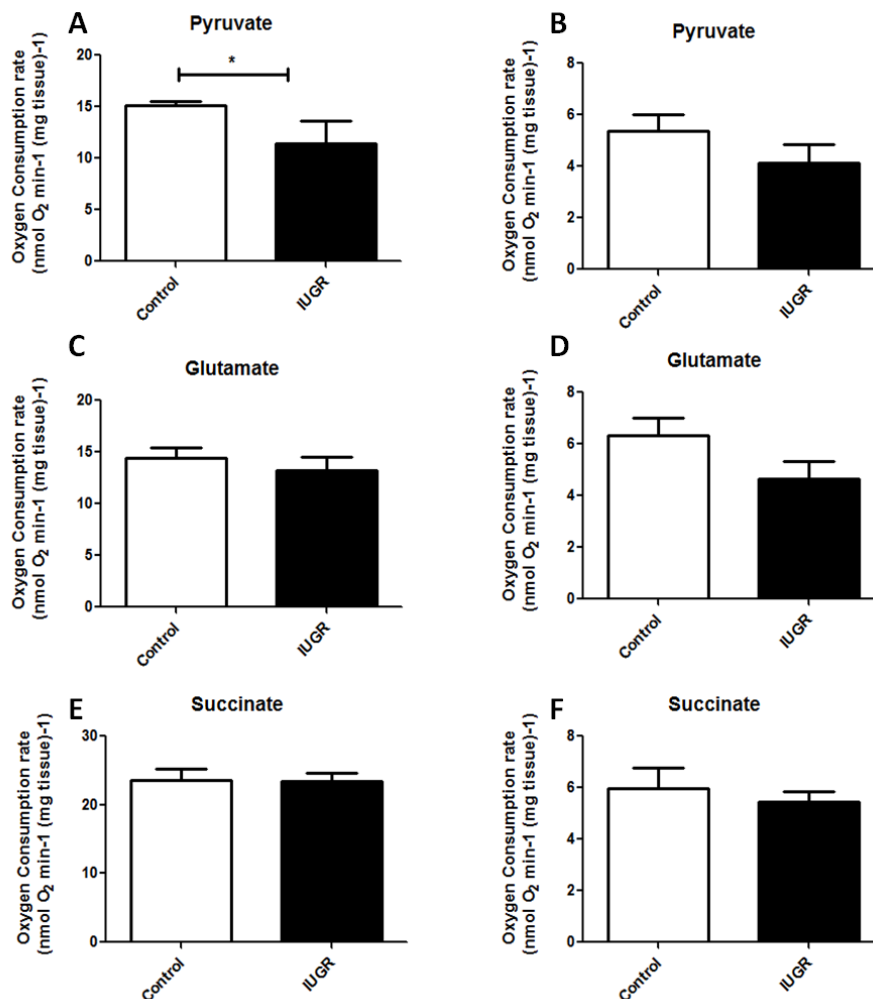 A
Pyruvate
Oxygen Consumption rate
(nmol O2 min-1 (mg tissue)-1)
20
15
10
5
0
*
Control
IUGR
B
Pyruvate
Oxygen Consumption rate
(nmol O2 min-1 (mg tissue)-1)
8
6
4
2
0
Control
IUGR
C
Glutamate
Oxygen Consumption rate
(nmol O2 min-1 (mg tissue)-1)
20
15
10
5
0
Control
IUGR
D
Glutamate
Oxygen Consumption rate
(nmol O2 min-1 (mg tissue)-1)
8
6
4
2
0
Control
IUGR
E
Succinate
Oxygen Consumption rate
(nmol O2 min-1 (mg tissue)-1)
30
20
10
0
Control
IUGR
F
Succinate
Oxygen Consumption rate
(nmol O2 min-1 (mg tissue)-1)
8
6
4
2
0
Control
IUGR